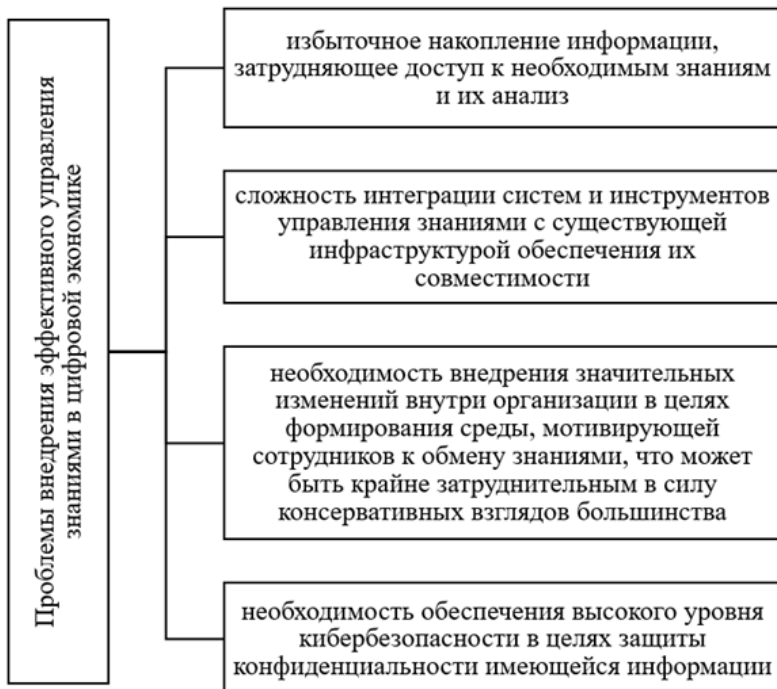 Проблемы внедрения эффективного управления
знаниями в цифровой экономике
избыточное накопление информации,
затрудняющее доступ к необходимым знаниям
и их анализ
сложность интеграции систем и инструментов
управления знаниями с существующей
инфраструктурой обеспечения их
совместимости
необходимость внедрения значительных
изменений внутри организации в целях
формирования среды, мотивирующей
сотрудников к обмену знаниями, что может
быть крайне затруднительным в силу
консервативных взглядов большинства
необходимость обеспечения высокого уровня
кибербезопасности в целях защиты
конфиденциальности имеющейся информации